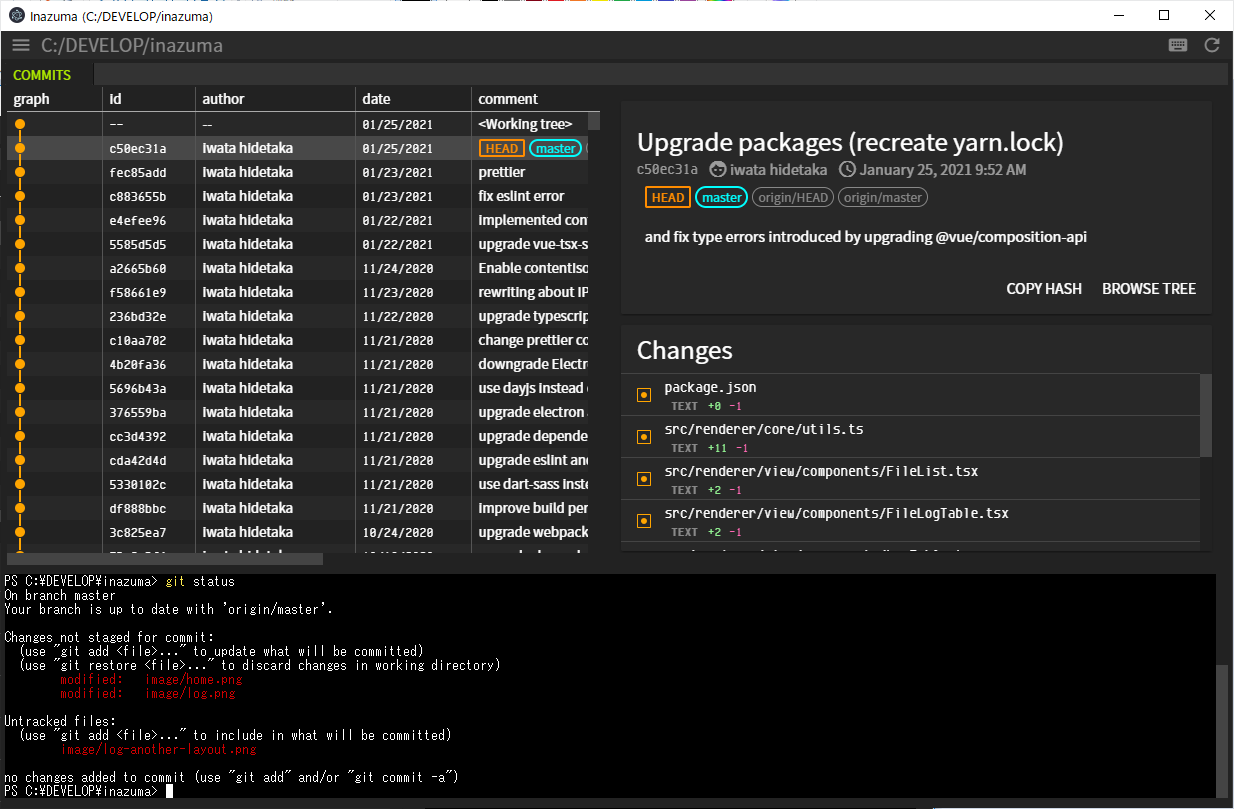 Inazuma (C:/DEVELOP/inazuma)
C:/DEVELOP/inazuma
COMMITS
graph id author date comment
-- -- 01/25/2021 <Working tree>
c50ec31a iwata hidetaka 01/25/2021 HEAD master
fec85add iwata hidetaka 01/23/2021 prettier
c883655b iwata hidetaka 01/23/2021 fix eslint error
e4efee96 iwata hidetaka 01/22/2021 Implemented con
5585d5d5 iwata hidetaka 01/22/2021 upgrade vue-tsx-s
a2665b60 iwata hidetaka 11/24/2020 Enable contentIso
f58661e9 iwata hidetaka 11/23/2020 rewriting about IP
236bd32e iwata hidetaka 11/22/2020 upgrade typescrip
c10aa702 iwata hidetaka 11/21/2020 change prettier co
4b20fa36 iwata hidetaka 11/21/2020 downgrade Electr
5696b43a iwata hidetaka 11/21/2020 use dayjs instead
376559ba iwata hidetaka 11/21/2020 upgrade electron
cc3d4392 iwata hidetaka 11/21/2020 upgrade depende
cda42d4d iwata hidetaka 11/21/2020 upgrade eslint an
5330102c iwata hidetaka 11/21/2020 use dart-sass inste
df888bbc iwata hidetaka 11/21/2020 improve build per
3c825ea7 iwata hidetaka 10/24/2020 upgrade webpack
Upgrade packages (recreate yarn.lock)
c50ec31a iwata hidetaka January 25, 2021 9:52 AM
HEAD master origin/HEAD origin/master
and fix type errors introduced by upgrading @vue/composition-api
COPY HASH BROWSE TREE
Changes
package.json
TEXT +0 -1
src/renderer/core/utils.ts
TEXT +11 -1
src/renderer/view/components/FileList.tsx
TEXT +2 -1
src/renderer/view/components/FileLogTable.tsx
TEXT +2 -1
PS C:¥DEVELOP¥inazuma> git status
On branch master
Your branch is up to date with 'origin/master'.
Changes not staged for commit:
(use "git add <file>..." to update what will be committed)
(use "git restore <file>..." to discard changes in working directory)
modified: image/home.png
modified: image/log.png
Untracked files:
(use "git add <file>..." to include in what will be committed)
image/log-another-layout.png
no changes added to commit (use "git add" and/or "git commit -a")
PS C:¥DEVELOP¥inazuma>